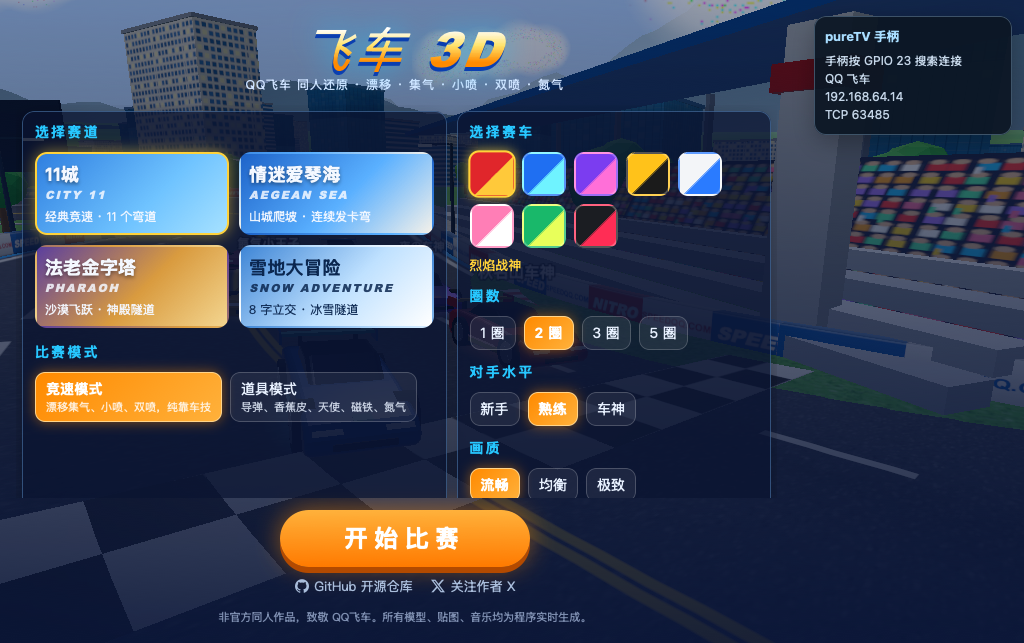 飞车 3D
QQ飞车 同人还原 · 漂移 · 集气 · 小喷 · 双喷 · 氮气
pureTV 手柄
手柄按 GPIO 23 搜索连接
QQ 飞车
192.168.64.14
TCP 63485
选择赛道
11城
CITY 11
经典竞速 · 11 个弯道
情迷爱琴海
AEGEAN SEA
山城爬坡 · 连续发卡弯
法老金字塔
PHARAOH
沙漠飞跃 · 神殿隧道
雪地大冒险
SNOW ADVENTURE
8 字立交 · 冰雪隧道
比赛模式
竞速模式
漂移集气、小喷、双喷，纯靠车技
道具模式
导弹、香蕉皮、天使、磁铁、氮气
选择赛车
烈焰战神
圈数
1 圈
2 圈
3 圈
5 圈
对手水平
新手
熟练
车神
画质
流畅
均衡
极致
NITRO
SPEE
开始比赛
GitHub 开源仓库
关注作者 X
非官方同人作品，致敬 QQ飞车。所有模型、贴图、音乐均为程序实时生成。